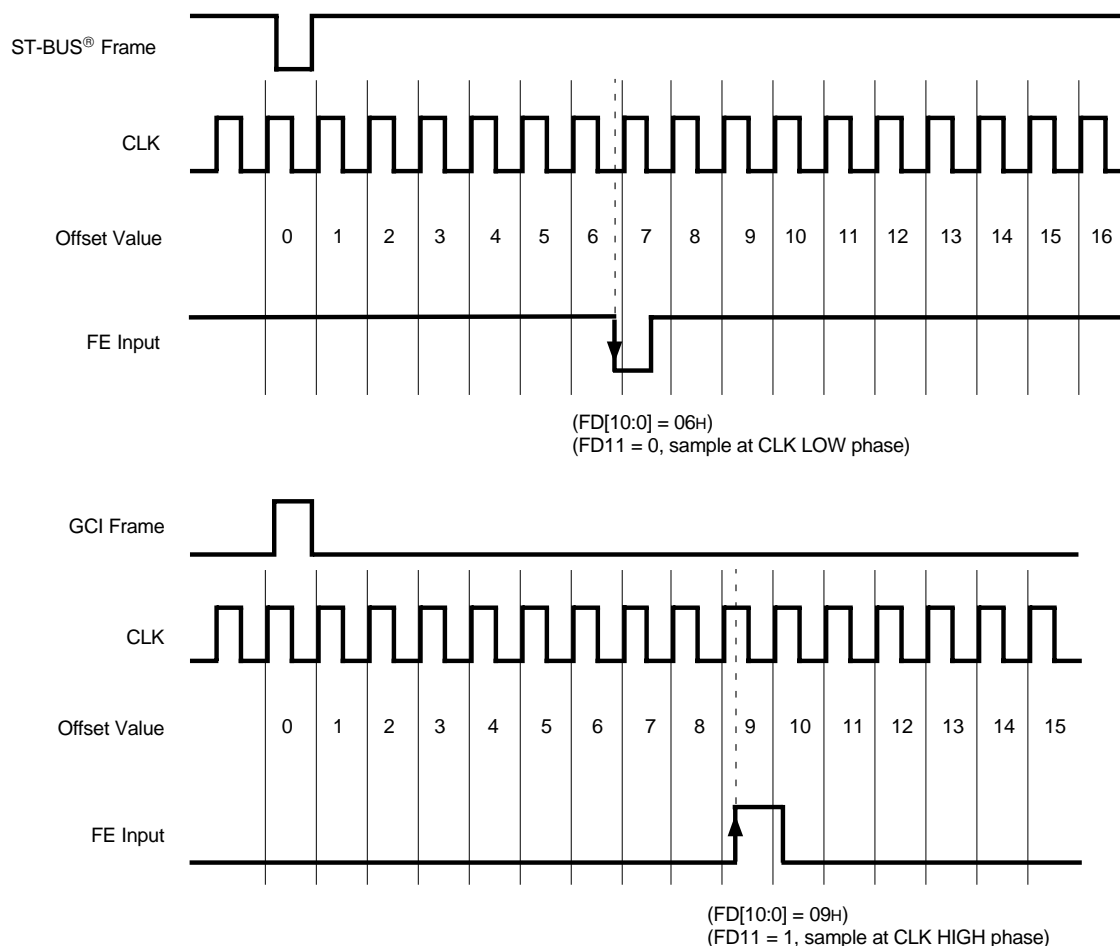 ST-BUS® Frame
CLK
Offset Value 0 1 2 3 4 5 6 7 8 9 10 11 12 13 14 15 16
FE Input
(FD[10:0] = 06H)
(FD11 = 0, sample at CLK LOW phase)
GCI Frame
CLK
Offset Value 0 1 2 3 4 5 6 7 8 9 10 11 12 13 14 15
FE Input
(FD[10:0] = 09H)
(FD11 = 1, sample at CLK HIGH phase)